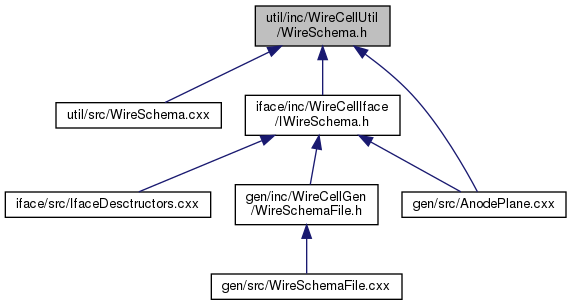 util/inc/WireCellUtil
/WireSchema.h
util/src/WireSchema.cxx
iface/inc/WireCellIface
/IWireSchema.h
iface/src/IfaceDesctructors.cxx
gen/inc/WireCellGen
/WireSchemaFile.h
gen/src/AnodePlane.cxx
gen/src/WireSchemaFile.cxx